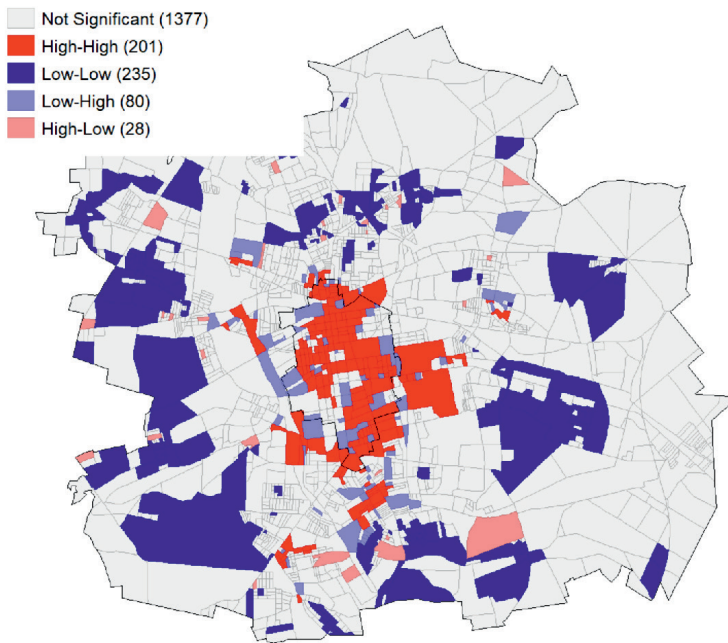 Not Significant (1377)
High-High (201)
Low-Low (235)
Low-High (80)
High-Low (28)